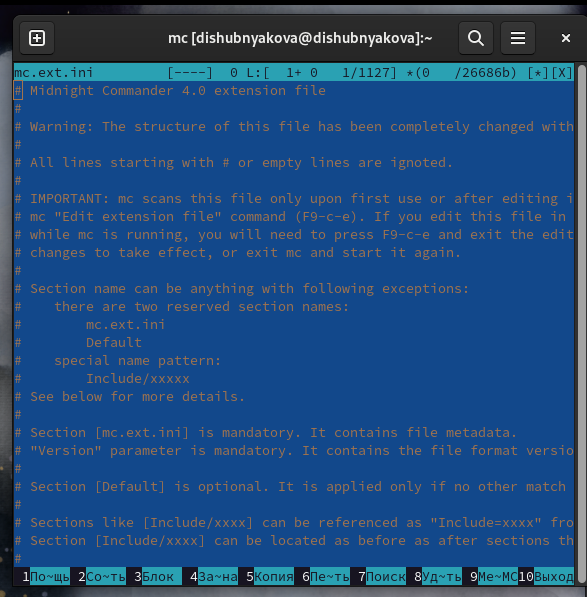 mc [dishubnyakova@dishubnyakova]:~
mc.ext.ini [----] 0 L:[ 1+ 0 1/1127] *(0 /26686b) [*][X]
# Midnight Commander 4.0 extension file
#
# Warning: The structure of this file has been completely changed with
#
# All lines starting with # or empty lines are ignoted.
#
# IMPORTANT: mc scans this file only upon first use or after editing i
# mc "Edit extension file" command (F9-c-e). If you edit this file in
# while mc is running, you will need to press F9-c-e and exit the edit
# changes to take effect, or exit mc and start it again.
#
# Section name can be anything with following exceptions:
#    there are two reserved section names:
#        mc.ext.ini
#        Default
#    special name pattern:
#        Include/xxxxx
# See below for more details.
#
# Section [mc.ext.ini] is mandatory. It contains file metadata.
# "Version" parameter is mandatory. It contains the file format versio
#
# Section [Default] is optional. It is applied only if no other match
#
# Sections like [Include/xxxx] can be referenced as "Include=xxxx" fro
# Section [Include/xxxx] can be located as before as after sections th
#
1По~щь 2Со~ть 3Блок 4За~на 5Копия 6Пе~ть 7Поиск 8Уд~ть 9Ме~МС10Выход